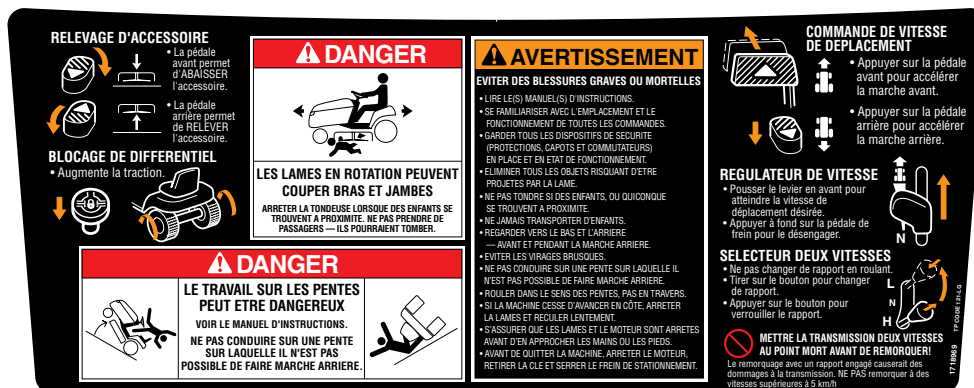 RELEVAGE D'ACCESSOIRE
• La pédale
avant permet
d'ABAISSER
l'accessoire.
• La pédale
arrière permet
de RELEVER
l'accessoire.
BLOCAGE DE DIFFERENTIEL
• Augmente la traction.
DANGER
LES LAMES EN ROTATION PEUVENT
COUPER BRAS ET JAMBES
ARRETER LA TONDEUSE LORSQUE DES ENFANTS SE
TROUVENT A PROXIMITE. NE PAS PRENDRE DE
PASSAGERS — ILS POURRAIENT TOMBER.
DANGER
LE TRAVAIL SUR LES PENTES
PEUT ETRE DANGEREUX
VOIR LE MANUEL D'INSTRUCTIONS.
NE PAS CONDUIRE SUR UNE PENTE
SUR LAQUELLE IL N'EST PAS
POSSIBLE DE FAIRE MARCHE ARRIERE.
AVERTISSEMENT
EVITER DES BLESSURES GRAVES OU MORTELLES
• LIRE LE(S) MANUEL(S) D'INSTRUCTIONS.
• SE FAMILIARISER AVEC L'EMPLACEMENT ET LE
FONCTIONNEMENT DE TOUTES LES COMMANDES.
• GARDER TOUS LES DISPOSITIFS DE SECURITE
(PROTECTIONS, CAPOTS ET COMMUTATEURS)
EN PLACE ET EN ETAT DE FONCTIONNEMENT.
• ELIMINER TOUS LES OBJETS RISQUANT D'ETRE
PROJETES PAR LA LAME.
• NE PAS TONDRE SI DES ENFANTS, OU QUICONQUE
SE TROUVENT A PROXIMITE.
• NE JAMAIS TRANSPORTER D'ENFANTS.
• REGARDER VERS LE BAS ET L'ARRIERE
— AVANT ET PENDANT LA MARCHE ARRIERE.
• EVITER LES VIRAGES BRUSQUES.
• NE PAS CONDUIRE SUR UNE PENTE SUR LAQUELLE IL
N'EST PAS POSSIBLE DE FAIRE MARCHE ARRIERE.
• ROULER DANS LE SENS DES PENTES, PAS EN TRAVERS.
• SI LA MACHINE CESSE D'AVANCER EN CÔTE, ARRETER
LA LAMES ET RECULER LENTEMENT.
• S'ASSURER QUE LES LAMES ET LE MOTEUR SONT ARRETES
AVANT D'EN APPROCHER LES MAINS OU LES PIEDS.
• AVANT DE QUITTER LA MACHINE, ARRETER LE MOTEUR,
RETIRER LA CLE ET SERRER LE FREIN DE STATIONNEMENT.
COMMANDE DE VITESSE
DE DEPLACEMENT
• Appuyer sur la pédale
avant pour accélérer
la marche avant.
• Appuyer sur la pédale
arrière pour accélérer
la marche arrière.
REGULATEUR DE VITESSE
• Pousser le levier en avant pour
atteindre la vitesse de
déplacement désirée.
• Appuyer à fond sur la pédale de
frein pour le désengager.
N
SELECTEUR DEUX VITESSES
• Ne pas changer de rapport en roulant.
• Tirer sur le bouton pour changer
de rapport.
• Appuyer sur le bouton pour
verrouiller le rapport.
L
N
H
METTRE LA TRANSMISSION DEUX VITESSES
AU POINT MORT AVANT DE REMORQUER!
Le remorquage avec un rapport engagé causerait des
dommages à la transmission. NE PAS remorquer à des
vitesses supérieures à 5 km/h
1718969
TPCODE121-LG